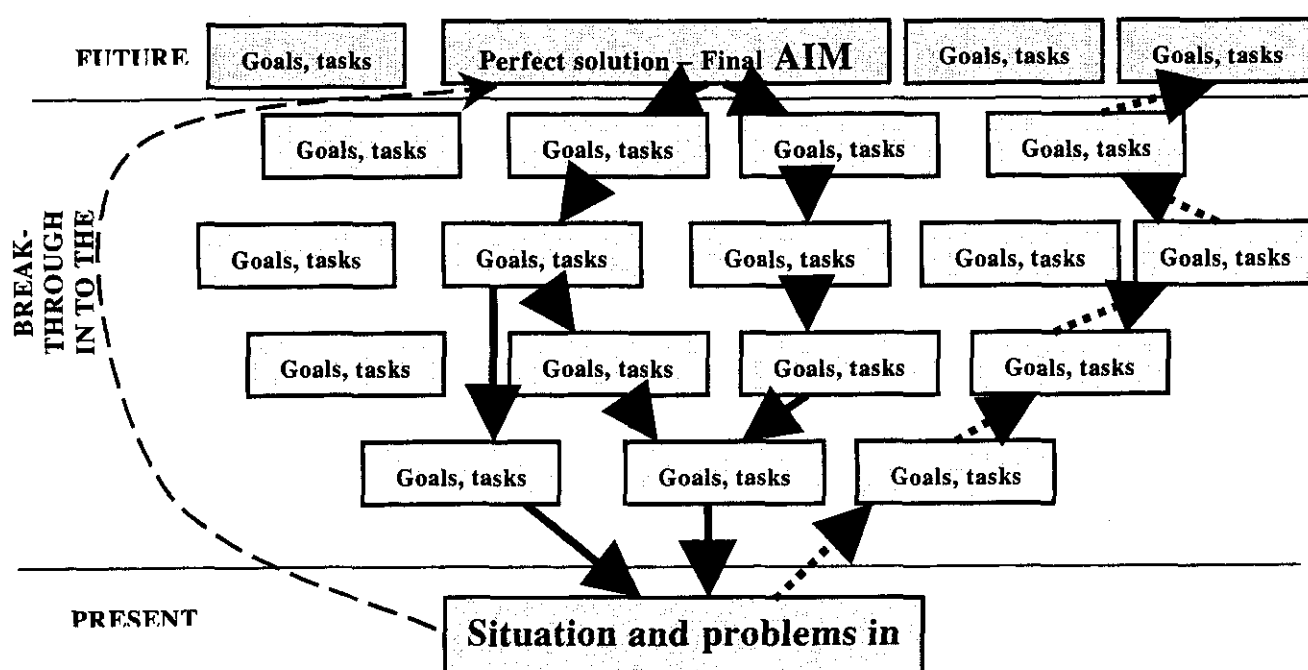 FUTURE
Goals, tasks
Perfect solution – Final AIM
Goals, tasks
Goals, tasks
Goals, tasks
Goals, tasks
Goals, tasks
Goals, tasks
BREAK-
THROUGH
IN TO THE
Goals, tasks
Goals, tasks
Goals, tasks
Goals, tasks
Goals, tasks
Goals, tasks
Goals, tasks
Goals, tasks
Goals, tasks
Goals, tasks
Goals, tasks
Goals, tasks
PRESENT
Situation and problems in